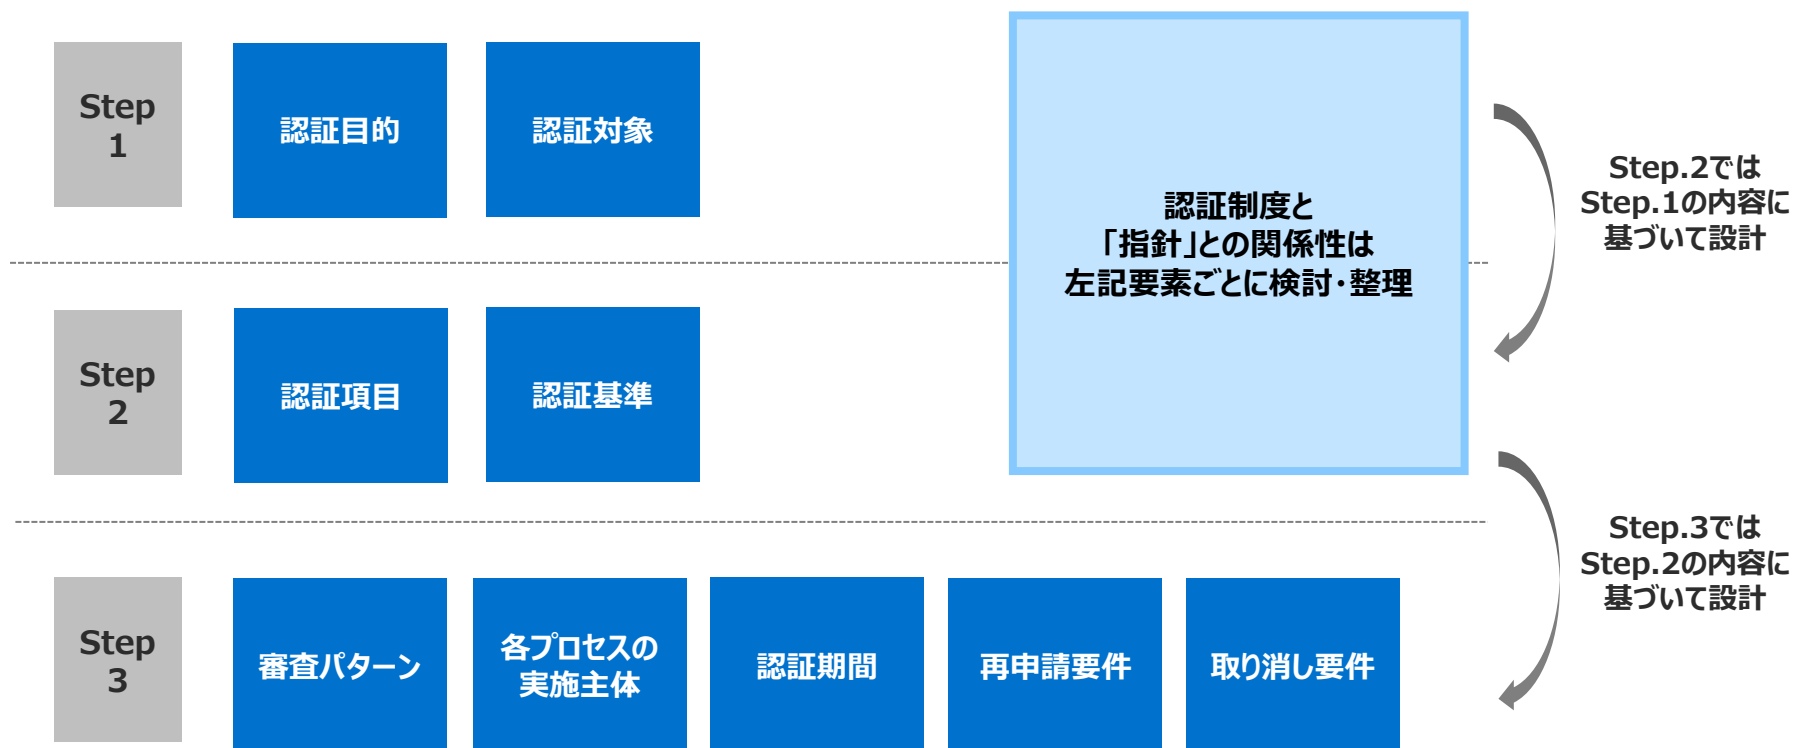 Step
1
認証目的
認証対象
認証制度と
「指針」との関係性は
左記要素ごとに検討・整理
Step.2では
Step.1の内容に
基づいて設計
Step
2
認証項目
認証基準
Step.3では
Step.2の内容に
基づいて設計
Step
3
審査パターン
各プロセスの
実施主体
認証期間
再申請要件
取り消し要件